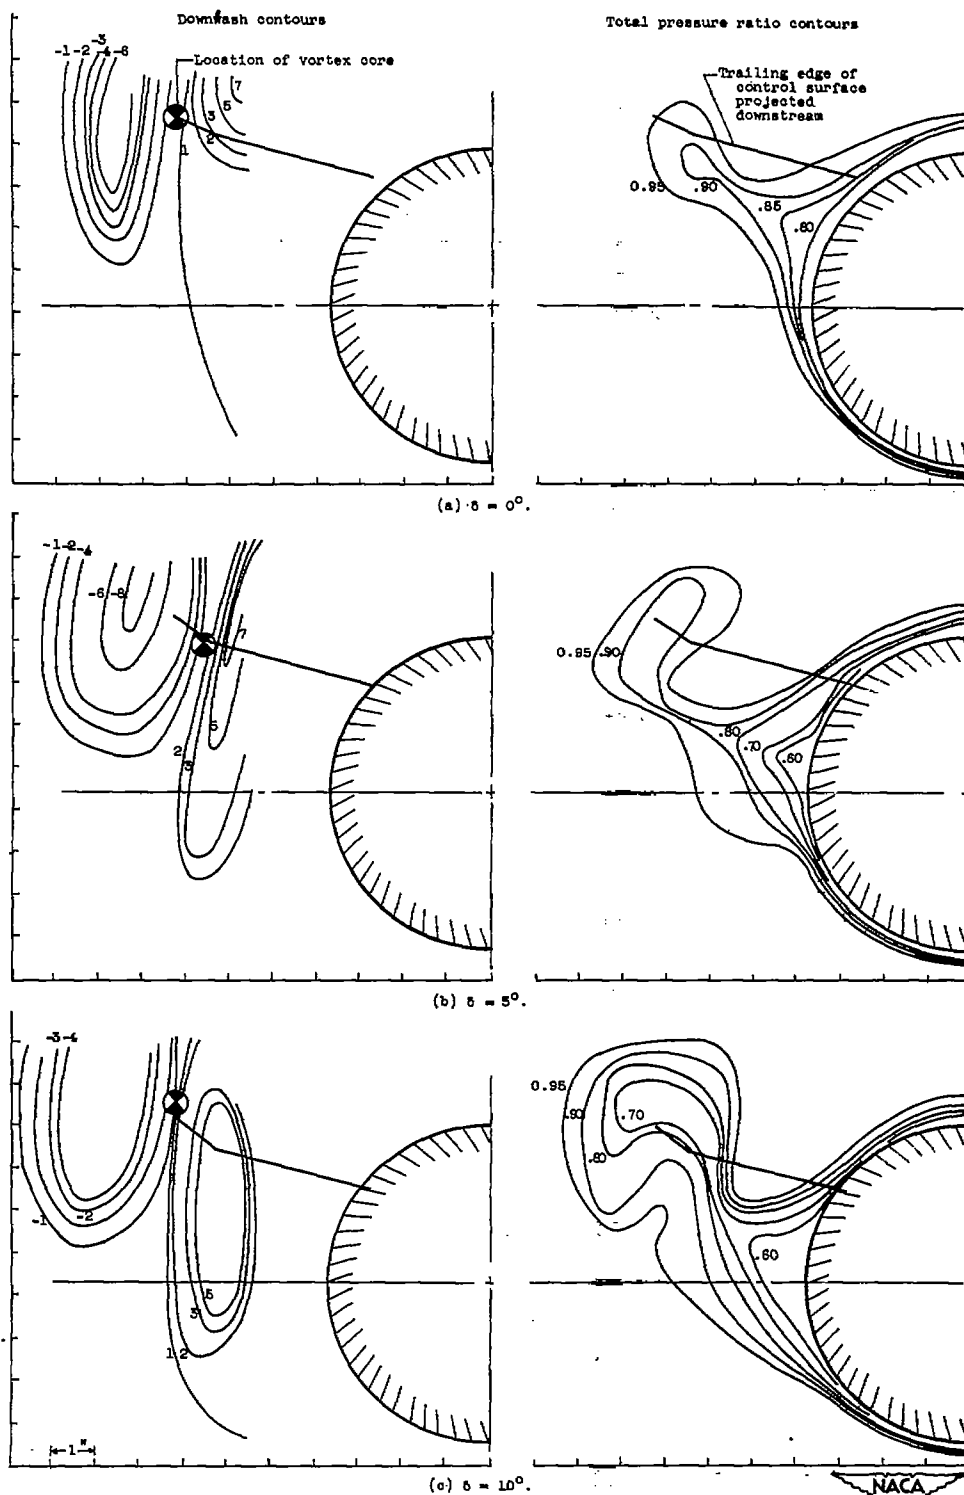 Downwash contours
Total pressure ratio contours
-3
-1 -2 -4 -6
Location of vortex core
7
5
3
2
1
Trailing edge of
control surface
projected
downstream
0.95 .90 .85 .80
(a) δ = 0°.
-1 -2 -4
-6 -8
7
5
2
3
0.95 .90
.80
.70
.60
(b) δ = 5°.
-3 -4
-1
-2
5
3
1 2
1"
0.95
.90
.80
.70
.60
(c) δ = 10°.
NACA